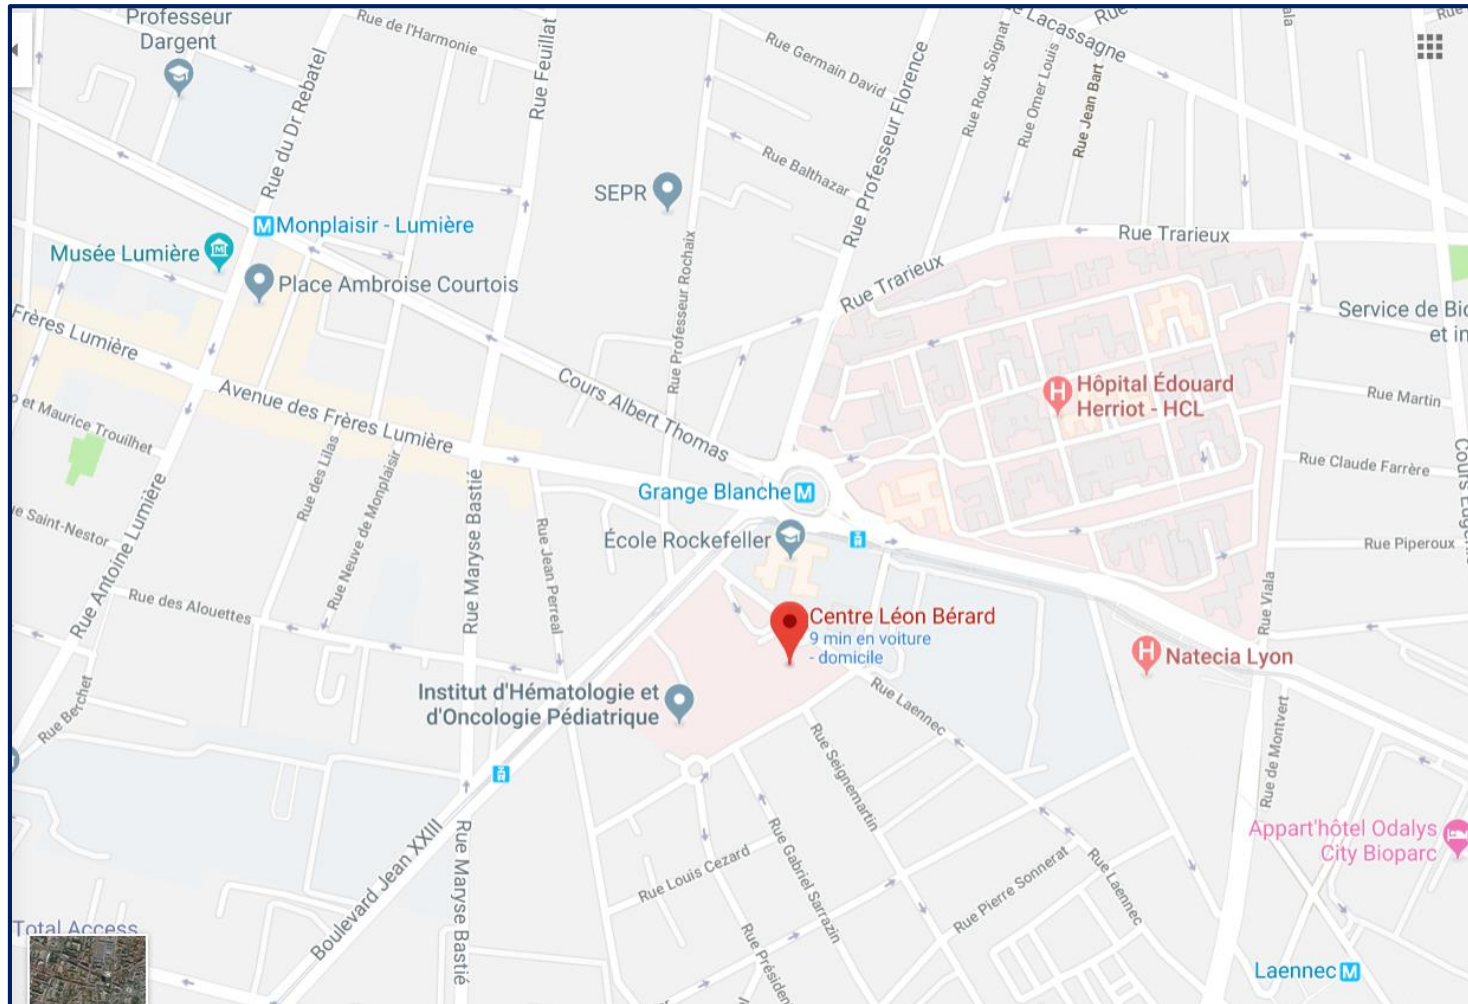 Professeur
Dargent
Rue de l'Harmonie
Rue du Dr Rebatel
Rue Feuillat
Rue Germain David
Rue Professeur Florence
Rue Roux Soignat
Rue Omer Louis
Rue Jean Bart
Lacassagne
Rue
Rue Balthazar
SEPR
Monplaisir - Lumière
Musée Lumière
Place Ambroise Courtois
Rue Professeur Rochaix
Rue Trarieux
Rue Trarieux
Service de
Frères Lumière
Avenue des Frères Lumière
Cours Albert Thomas
Hôpital Édouard
Herriot - HCL
Rue Martin
et Maurice Trouilhet
Rue des Lilas
Rue Neuve de Monplaisir
Rue Claude Farrère
Cours
Grange Blanche
Rue Antoine Lumière
Rue Maryse Bastié
Rue Jean Perreal
Saint-Nestor
École Rockefeller
Rue Piperoux
Rue des Alouettes
Rue Viala
Centre Léon Bérard
9 min en voiture
- domicile
Natecia Lyon
Institut d'Hématologie et
d'Oncologie Pédiatrique
Rue Berchet
Rue Laennec
Rue Seignemartin
Rue de Montvert
Appart'hôtel Odalys
City Bioparc
Boulevard Jean XXIII
Rue Maryse Bastié
Rue Louis Cezard
Rue Gabriel Sarrazin
Rue Pierre Sonnerat
Rue Laennec
Total Access
Rue
Laennec